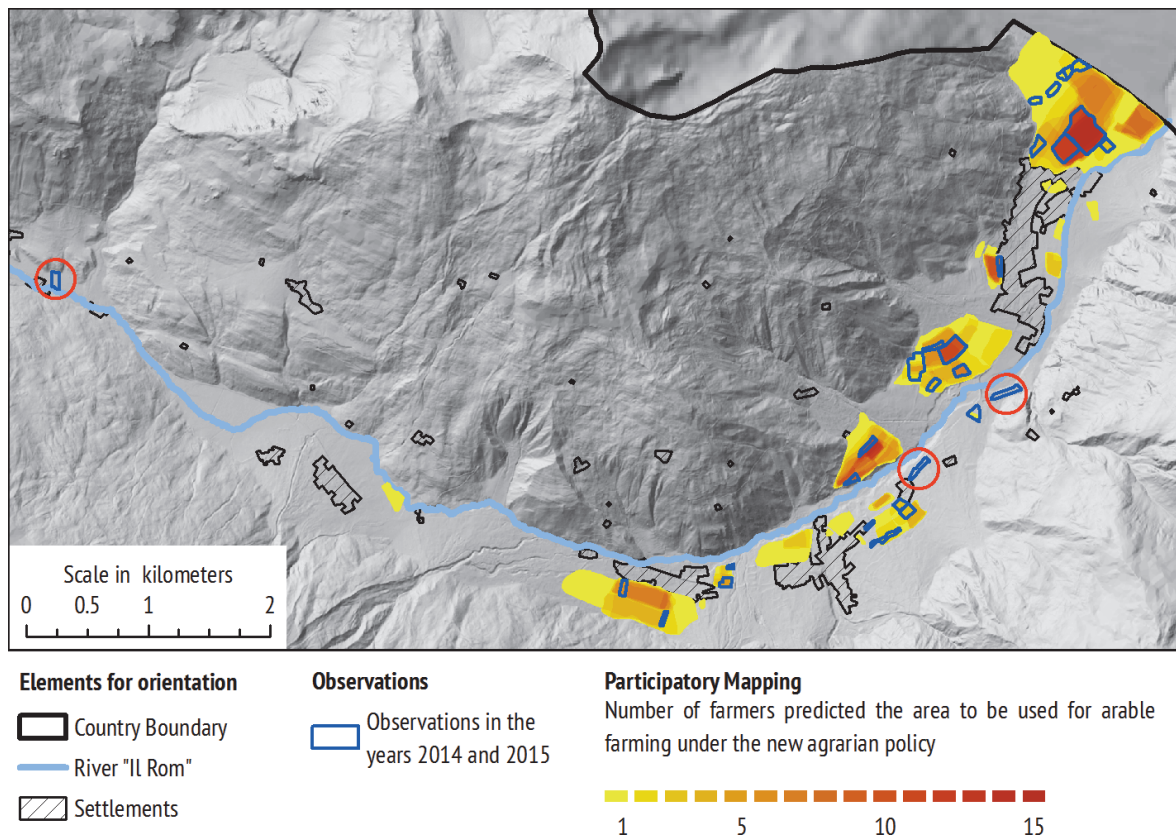 Scale in kilometers
0 0.5 1 2
Elements for orientation
Country Boundary
River "Il Rom"
Settlements
Observations
Observations in the
years 2014 and 2015
Participatory Mapping
Number of farmers predicted the area to be used for arable
farming under the new agrarian policy
1 5 10 15